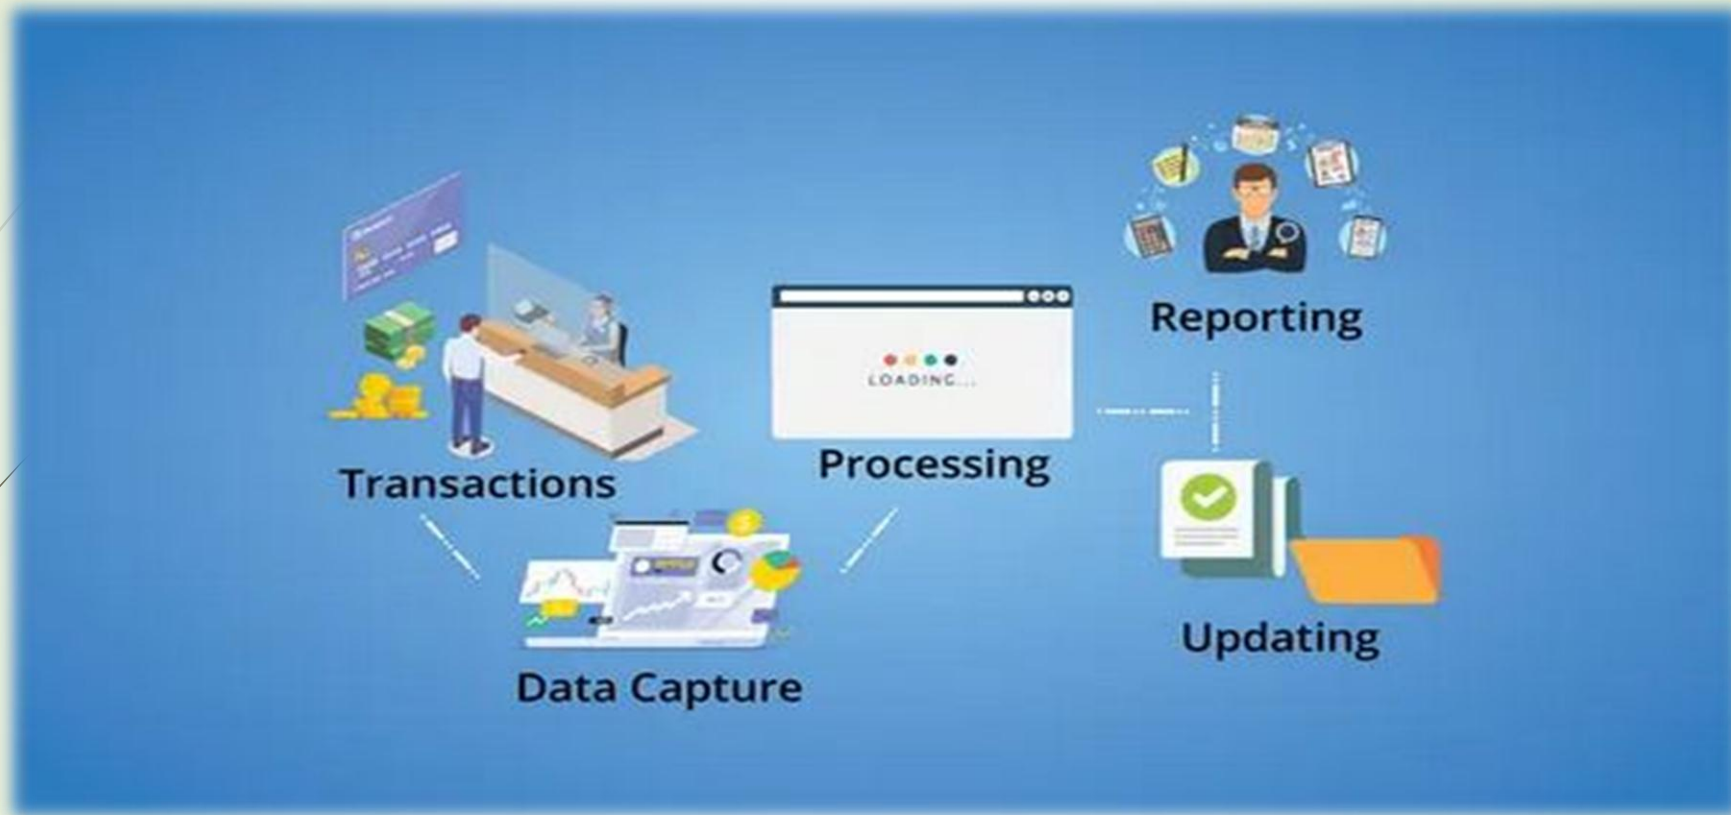 Transactions
Data Capture
LOADING...
Processing
Reporting
Updating